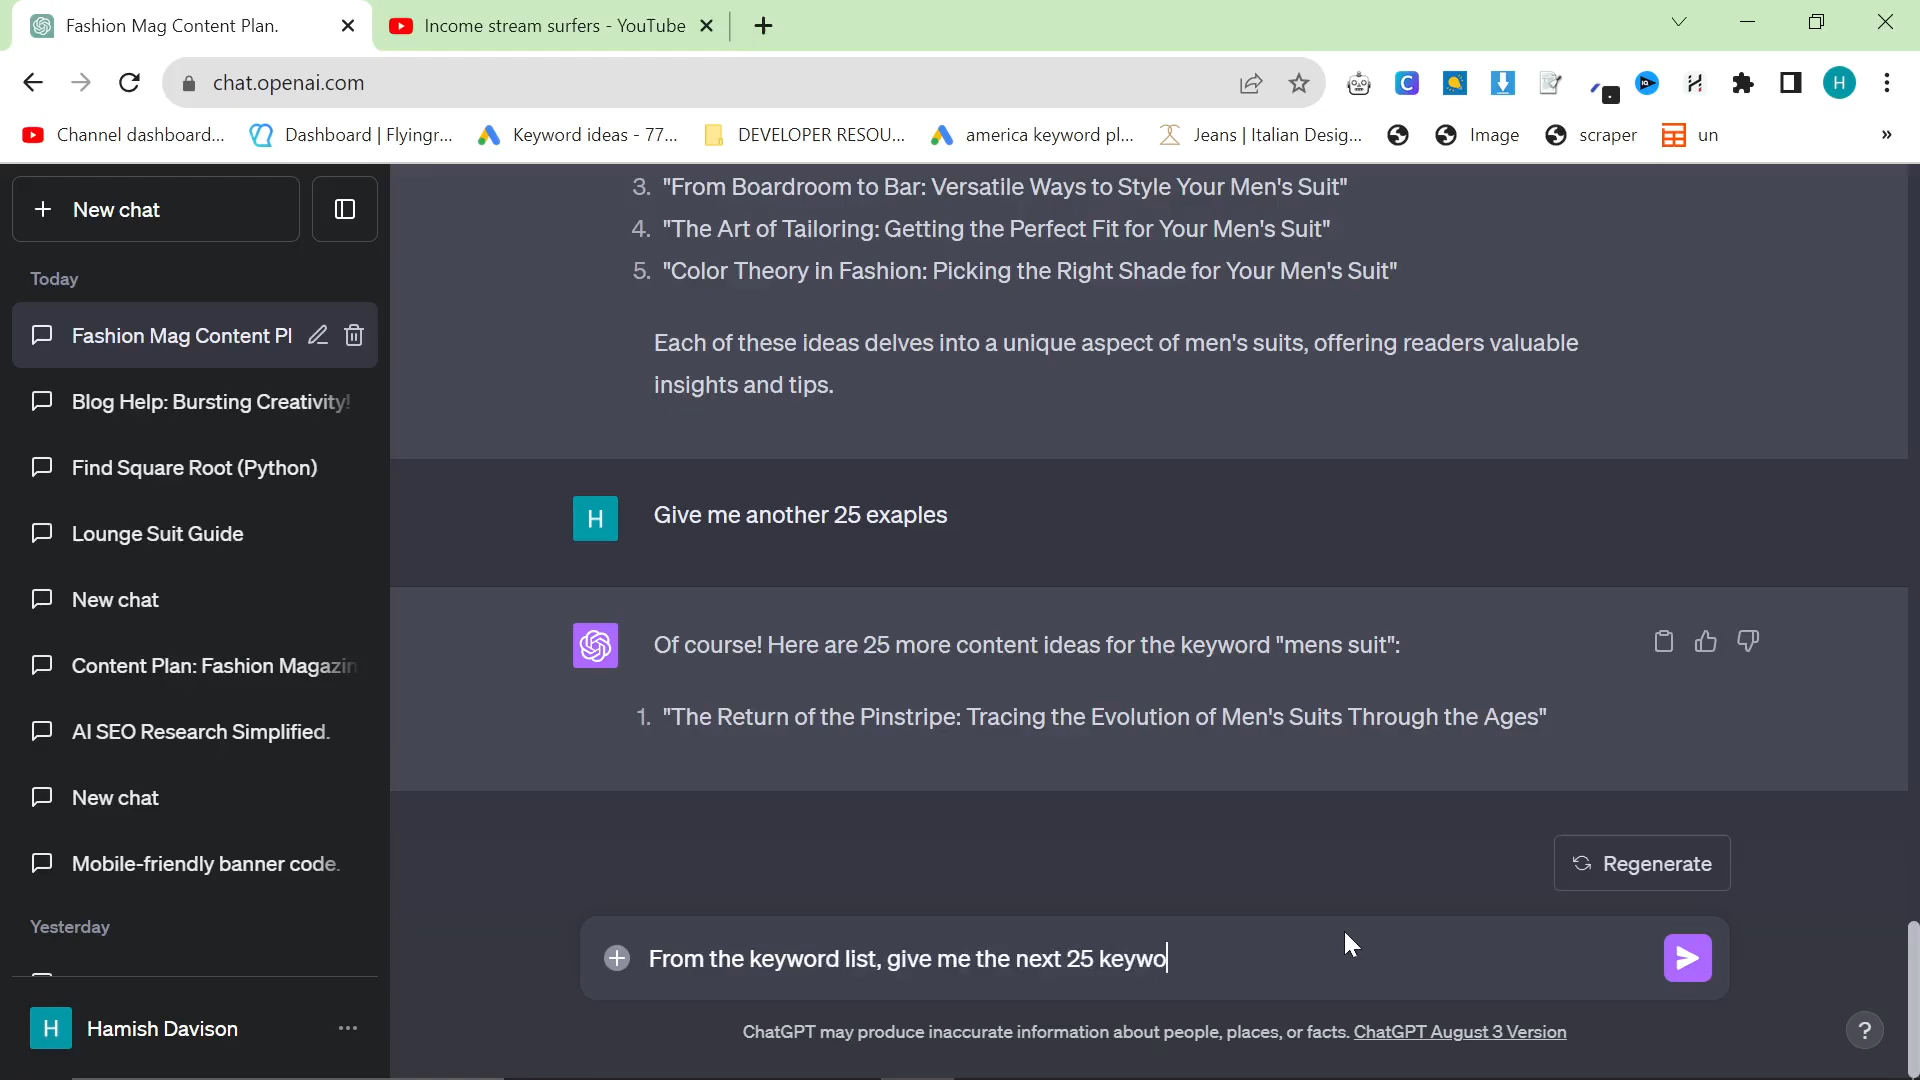 Fashion Mag Content Plan.
Income stream surfers - YouTube
chat.openai.com
H
Channel dashboard...
Dashboard | Flyingr...
Keyword ideas - 77...
DEVELOPER RESOU...
america keyword pl...
Jeans | Italian Desig...
Image
scraper
un
»
New chat
Today
Fashion Mag Content Pl
Blog Help: Bursting Creativity!
Find Square Root (Python)
Lounge Suit Guide
New chat
Content Plan: Fashion Magazin
AI SEO Research Simplified.
New chat
Mobile-friendly banner code.
Yesterday
H
Hamish Davison
3. "From Boardroom to Bar: Versatile Ways to Style Your Men's Suit"
4. "The Art of Tailoring: Getting the Perfect Fit for Your Men's Suit"
5. "Color Theory in Fashion: Picking the Right Shade for Your Men's Suit"
Each of these ideas delves into a unique aspect of men's suits, offering readers valuable
insights and tips.
H
Give me another 25 exaples
Of course! Here are 25 more content ideas for the keyword "mens suit":
1. "The Return of the Pinstripe: Tracing the Evolution of Men's Suits Through the Ages"
Regenerate
From the keyword list, give me the next 25 keywo
ChatGPT may produce inaccurate information about people, places, or facts. ChatGPT August 3 Version
?